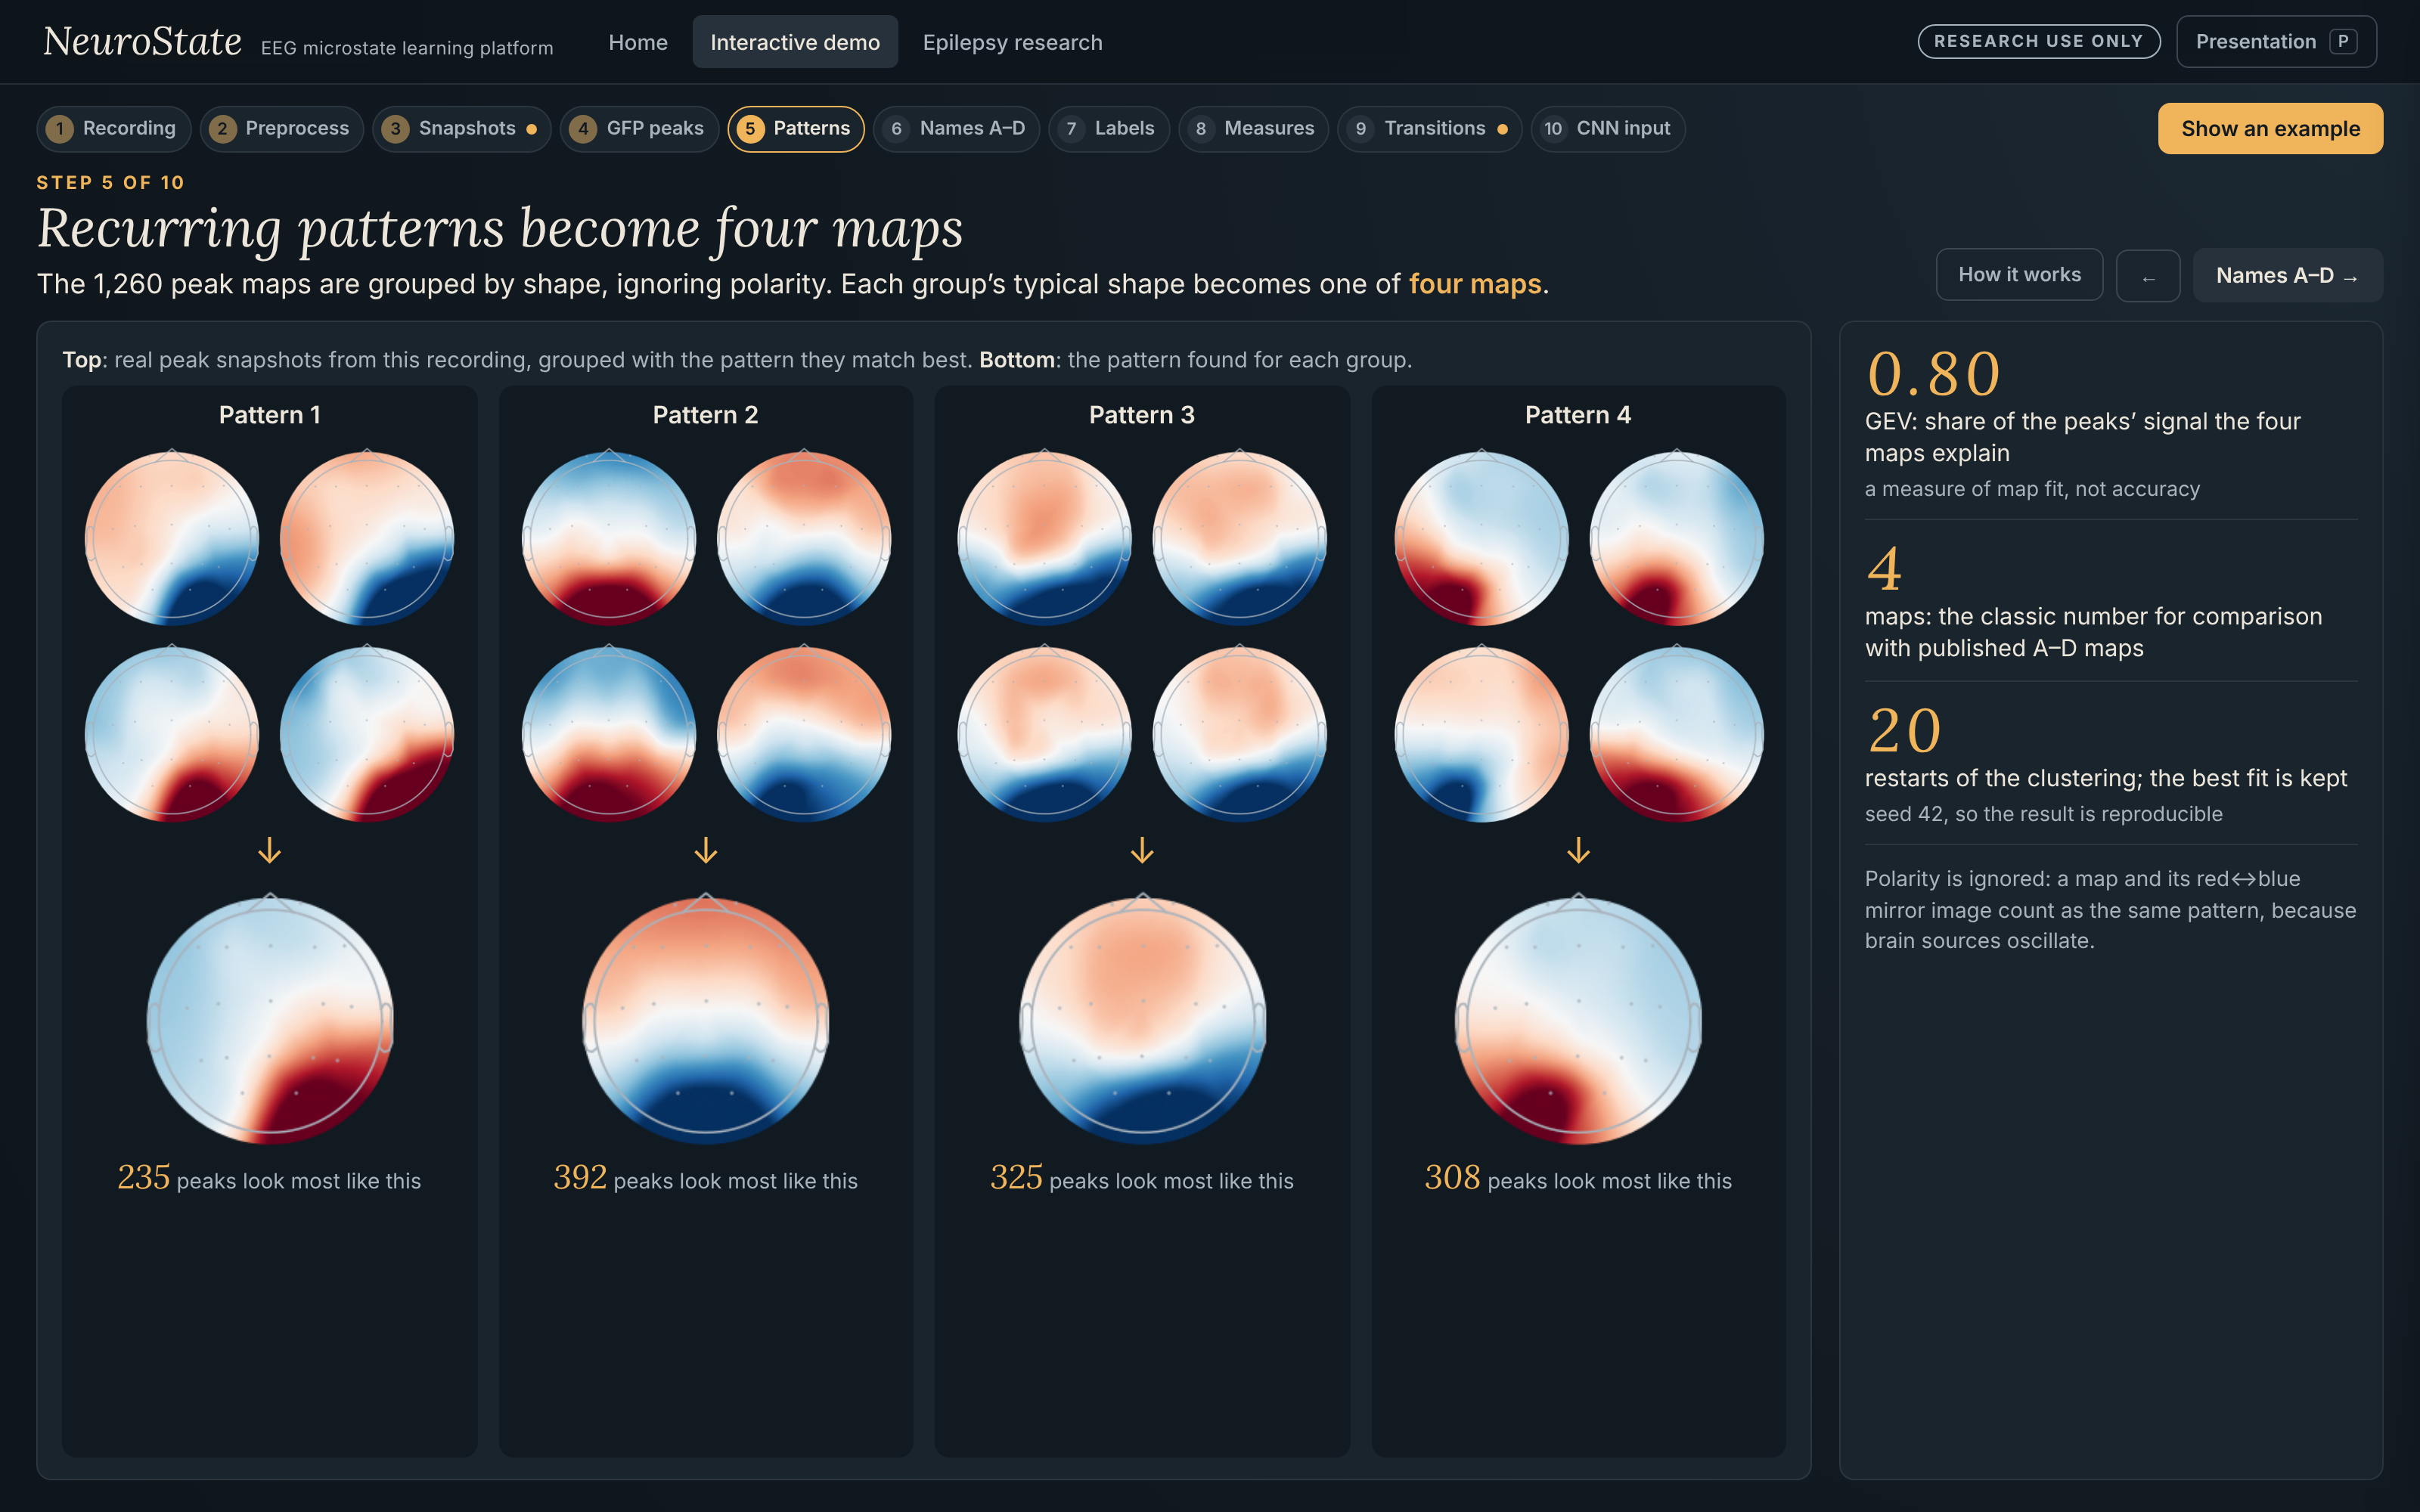 NeuroState EEG microstate learning platform Home Interactive demo Epilepsy research RESEARCH USE ONLY Presentation P
1 Recording 2 Preprocess 3 Snapshots 4 GFP peaks 5 Patterns 6 Names A–D 7 Labels 8 Measures 9 Transitions 10 CNN input Show an example
STEP 5 OF 10
Recurring patterns become four maps
The 1,260 peak maps are grouped by shape, ignoring polarity. Each group’s typical shape becomes one of four maps.
How it works ← Names A–D →
Top: real peak snapshots from this recording, grouped with the pattern they match best. Bottom: the pattern found for each group.
Pattern 1
235 peaks look most like this
Pattern 2
392 peaks look most like this
Pattern 3
325 peaks look most like this
Pattern 4
308 peaks look most like this
0.80
GEV: share of the peaks’ signal the four
maps explain
a measure of map fit, not accuracy
4
maps: the classic number for comparison
with published A–D maps
20
restarts of the clustering; the best fit is kept
seed 42, so the result is reproducible
Polarity is ignored: a map and its red↔blue
mirror image count as the same pattern, because
brain sources oscillate.